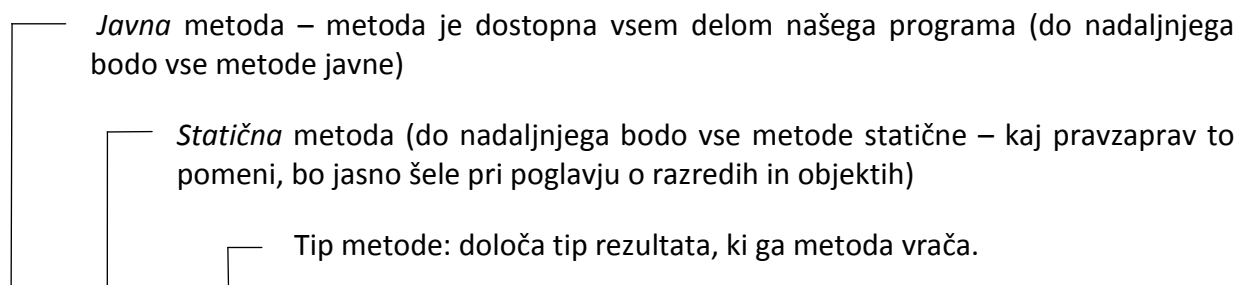 Javna metoda – metoda je dostopna vsem delom našega programa (do nadaljnjega
bodo vse metode javne)
Statična metoda (do nadaljnjega bodo vse metode statične – kaj pravzaprav to
pomeni, bo jasno šele pri poglavju o razredih in objektih)
Tip metode: določa tip rezultata, ki ga metoda vrača.